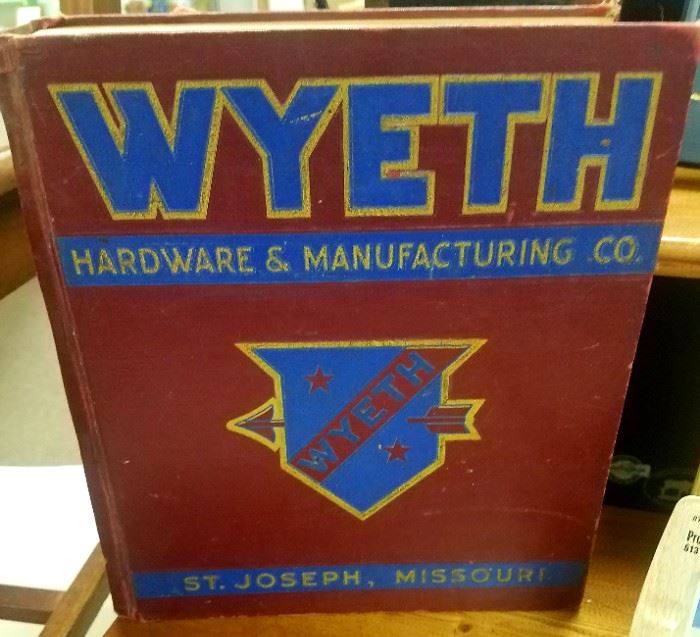 WYETH
HARDWARE & MANUFACTURING CO.
WYETH
ST. JOSEPH, MISSOURI